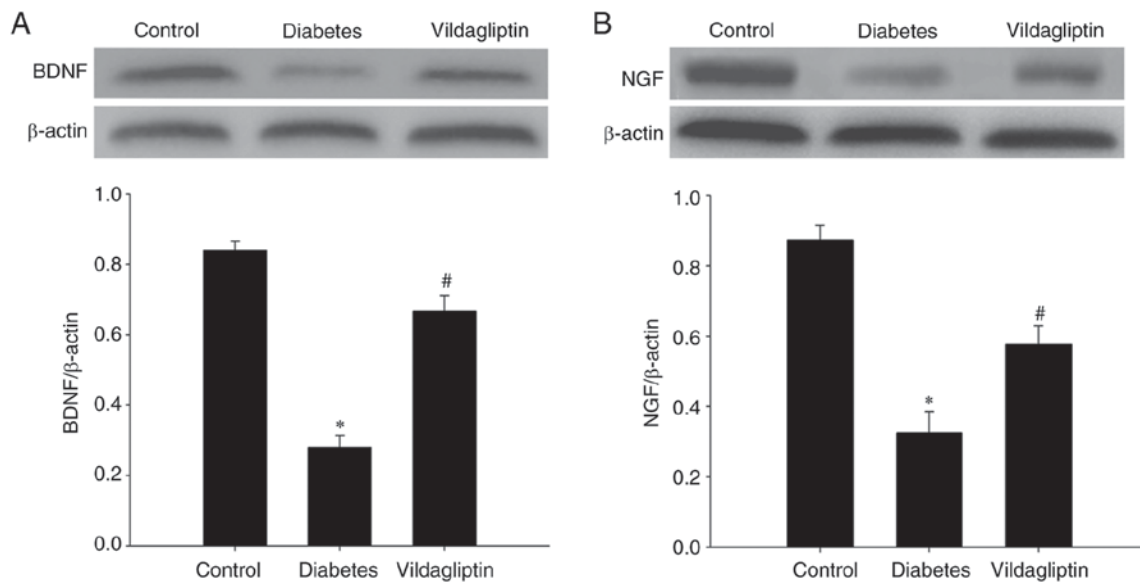 A
Control Diabetes Vildagliptin
BDNF
β-actin
1.0
0.8
0.6
0.4
0.2
0.0
BDNF/β-actin
*
#
Control Diabetes Vildagliptin
B
Control Diabetes Vildagliptin
NGF
β-actin
1.0
0.8
0.6
0.4
0.2
0.0
NGF/β-actin
*
#
Control Diabetes Vildagliptin